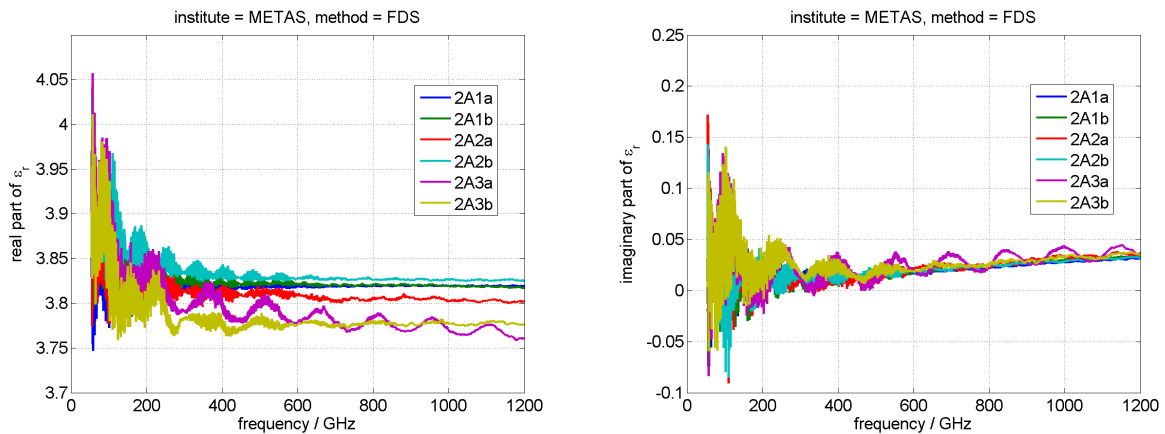 institute = METAS, method = FDS
real part of εr
4.05
4
3.95
3.9
3.85
3.8
3.75
3.7
0 200 400 600 800 1000 1200
frequency / GHz
2A1a
2A1b
2A2a
2A2b
2A3a
2A3b
institute = METAS, method = FDS
imaginary part of εr
0.25
0.2
0.15
0.1
0.05
0
-0.05
-0.1
0 200 400 600 800 1000 1200
frequency / GHz
2A1a
2A1b
2A2a
2A2b
2A3a
2A3b